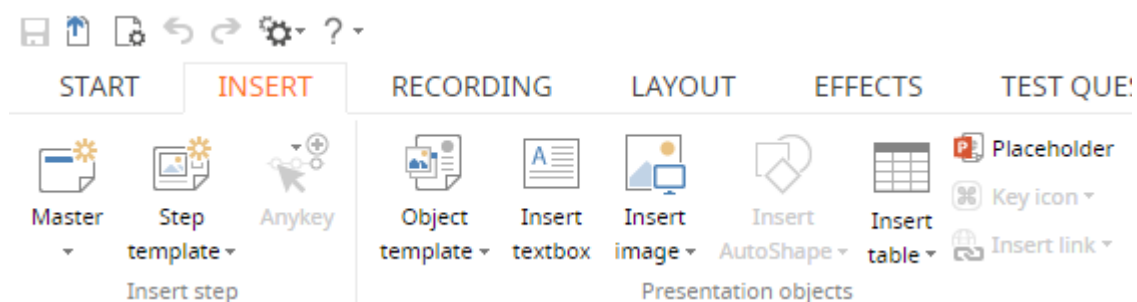 START INSERT RECORDING LAYOUT EFFECTS TEST QUES
Master
Step template
Anykey
Insert step
Object template
Insert textbox
Insert image
Insert AutoShape
Insert table
Placeholder
Key icon
Insert link
Presentation objects